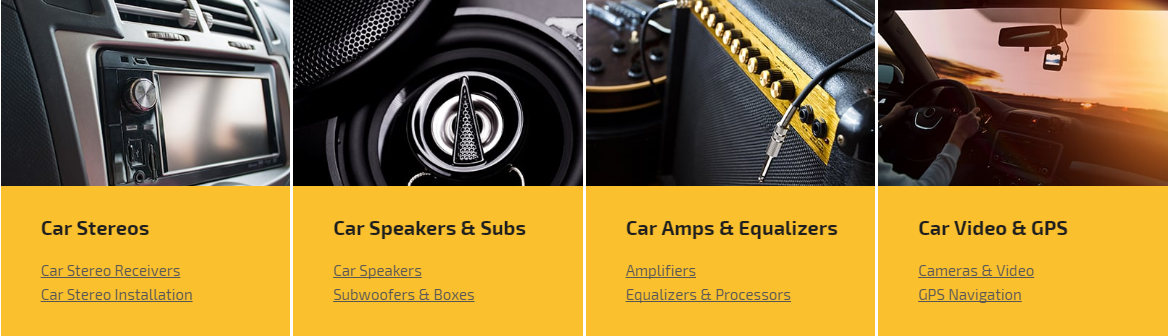 Car Stereos
Car Stereo Receivers
Car Stereo Installation
Car Speakers & Subs
Car Speakers
Subwoofers & Boxes
Car Amps & Equalizers
Amplifiers
Equalizers & Processors
Car Video & GPS
Cameras & Video
GPS Navigation